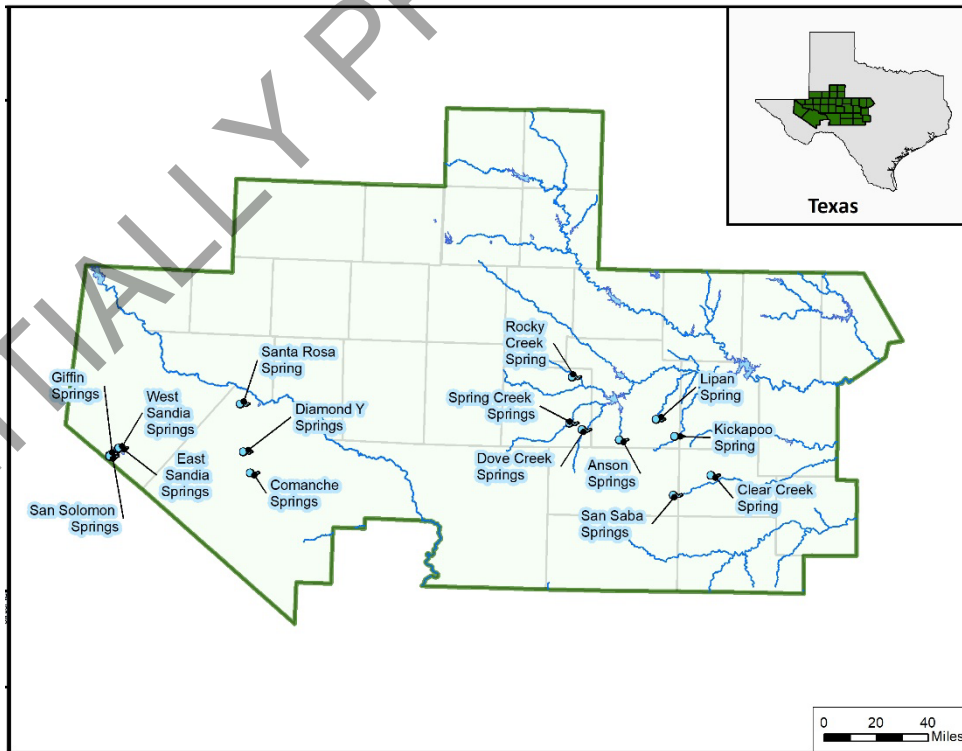 TIALLY PR
Texas
Rocky
Creek
Spring
Santa Rosa
Spring
Giffin
Springs
West
Sandia
Springs
Lipan
Spring
Spring Creek
Springs
Diamond Y
Springs
Kickapoo
Spring
East
Sandia
Springs
Dove Creek
Springs
Anson
Springs
Comanche
Springs
Clear Creek
Spring
San Solomon
Springs
San Saba
Springs
0 20 40
Miles